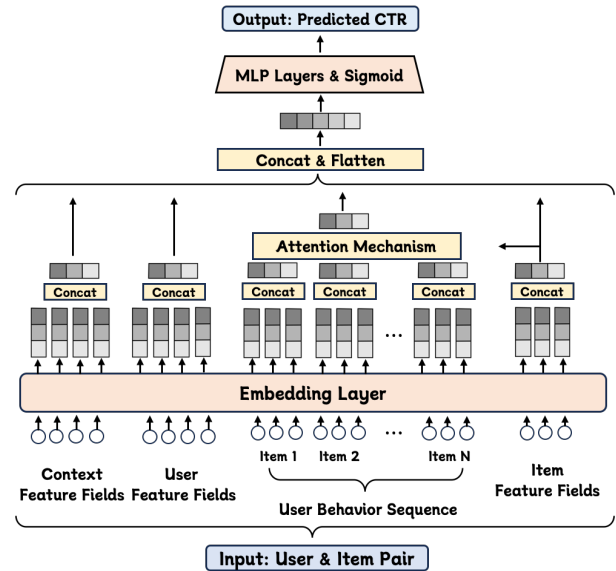 Output: Predicted CTR
MLP Layers & Sigmoid
Concat & Flatten
Attention Mechanism
Concat
Concat
Concat
Concat
Concat
Concat
...
Embedding Layer
...
Item 1
Item 2
Item N
Context
Feature Fields
User
Feature Fields
Item
Feature Fields
User Behavior Sequence
Input: User & Item Pair